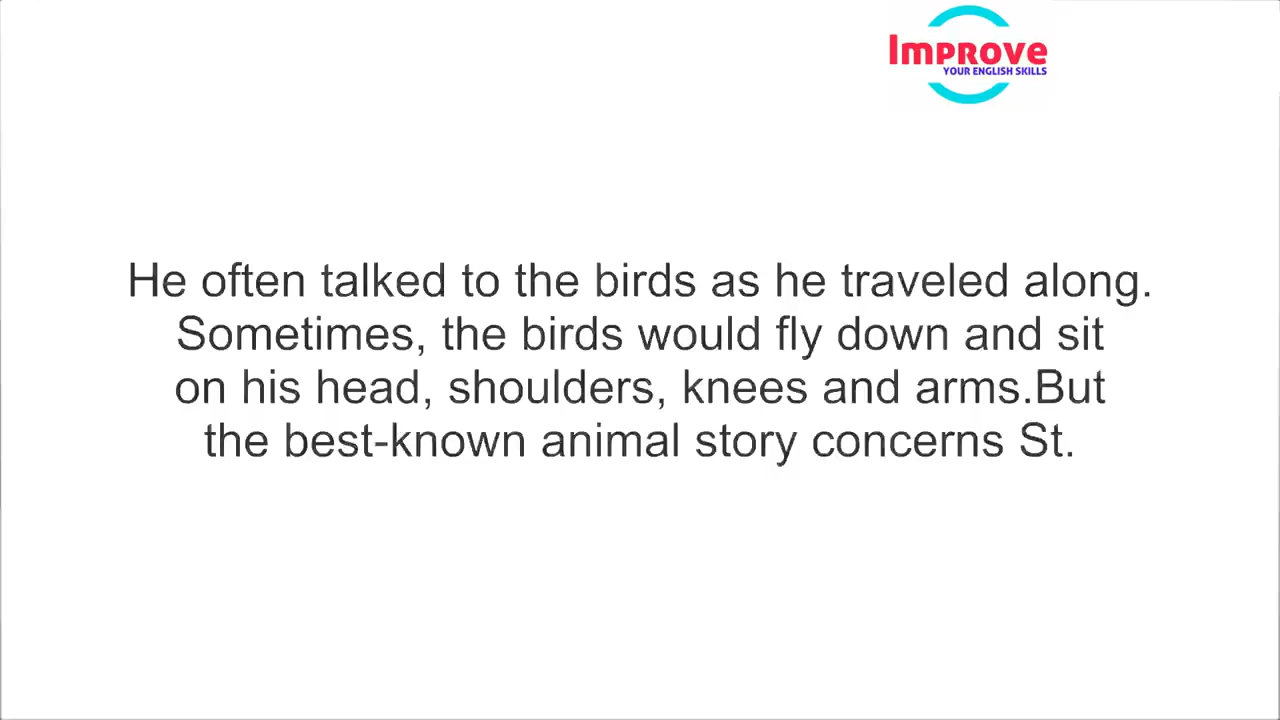 Improve
YOUR ENGLISH SKILLS
He often talked to the birds as he traveled along.
Sometimes, the birds would fly down and sit
on his head, shoulders, knees and arms.But
the best-known animal story concerns St.